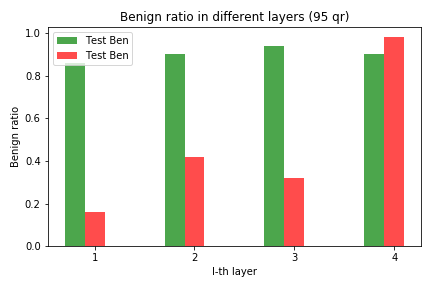 Benign ratio in different layers (95 qr)
Test Ben
Test Ben
Benign ratio
1.0
0.8
0.6
0.4
0.2
0.0
1 2 3 4
l-th layer